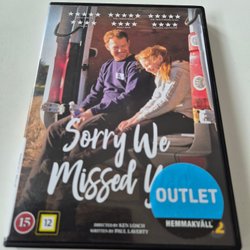 Sorry We
Missed Y
OUTLET
15
12
DIRECTED BY KEN LOACH
WRITTEN BY PAUL LAVERTY
HEMMAKVÄLL